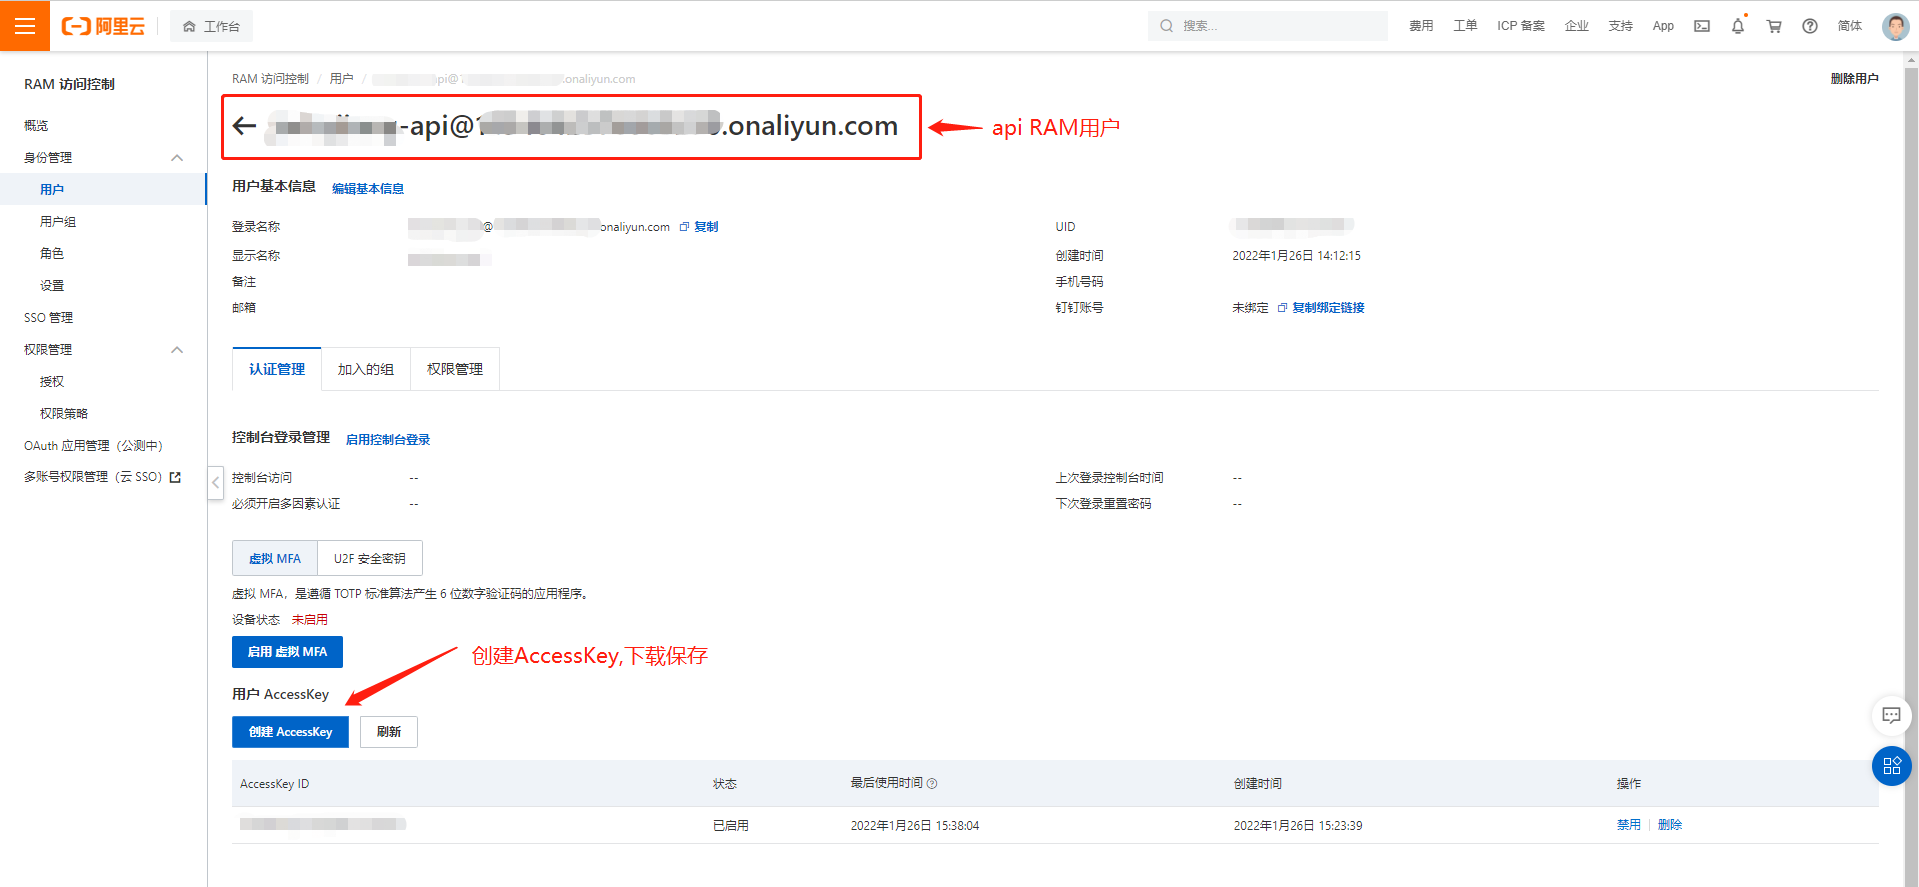 阿里云
工作台
搜索...
费用
工单
ICP 备案
企业
支持
App
简体
RAM 访问控制
概览
身份管理
用户
用户组
角色
设置
SSO 管理
权限管理
授权
权限策略
OAuth 应用管理（公测中）
多账号权限管理（云 SSO）
RAM 访问控制 / 用户 / pi@ .onaliyun.com
删除用户
-api@ .onaliyun.com
api RAM用户
用户基本信息 编辑基本信息
登录名称 @ onaliyun.com 复制
UID
显示名称
创建时间 2022年1月26日 14:12:15
备注
手机号码
邮箱
钉钉账号 未绑定 复制绑定链接
认证管理 加入的组 权限管理
控制台登录管理 启用控制台登录
控制台访问 --
上次登录控制台时间 --
必须开启多因素认证 --
下次登录重置密码 --
虚拟 MFA U2F 安全密钥
虚拟 MFA，是遵循 TOTP 标准算法产生 6 位数字验证码的应用程序。
设备状态 未启用
启用 虚拟 MFA
创建AccessKey,下载保存
用户 AccessKey
创建 AccessKey 刷新
AccessKey ID 状态 最后使用时间 创建时间 操作
已启用 2022年1月26日 15:38:04 2022年1月26日 15:23:39 禁用 删除